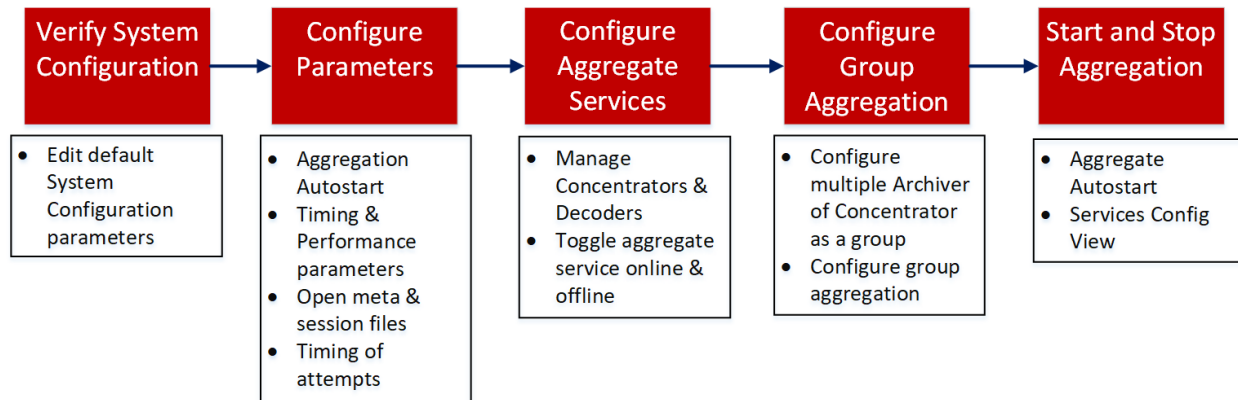 Verify System
Configuration
• Edit default
System
Configuration
parameters
Configure
Parameters
• Aggregation
Autostart
• Timing &
Performance
parameters
• Open meta &
session files
• Timing of
attempts
Configure
Aggregate
Services
• Manage
Concentrators &
Decoders
• Toggle aggregate
service online &
offline
Configure
Group
Aggregation
• Configure
multiple Archiver
of Concentrator
as a group
• Configure group
aggregation
Start and Stop
Aggregation
• Aggregate
Autostart
• Services Config
View